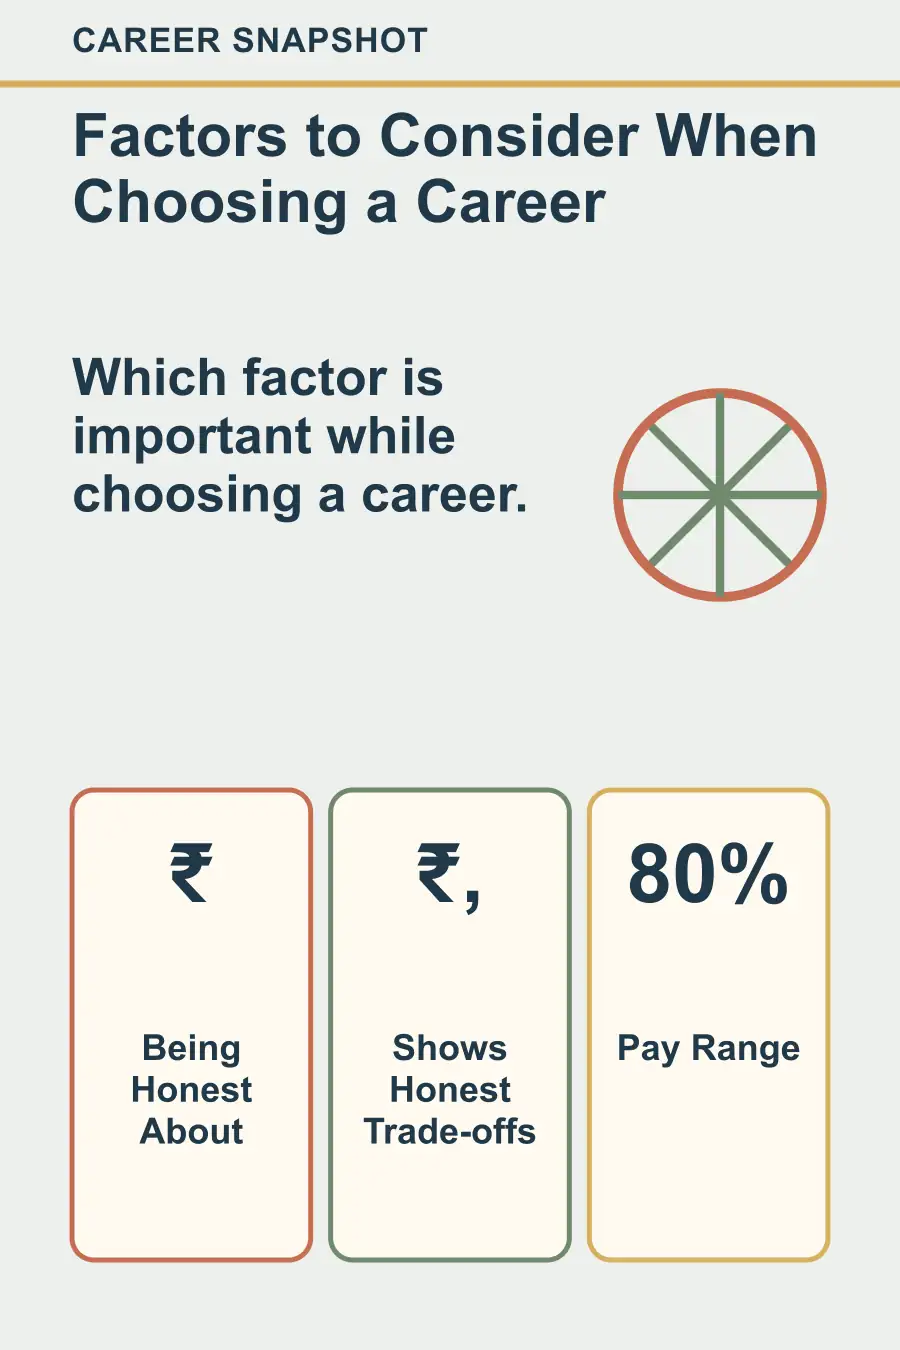 CAREER SNAPSHOT
Factors to Consider When
Choosing a Career
Which factor is
important while
choosing a career.
₹
Being
Honest
About
₹,
Shows
Honest
Trade-offs
80%
Pay Range